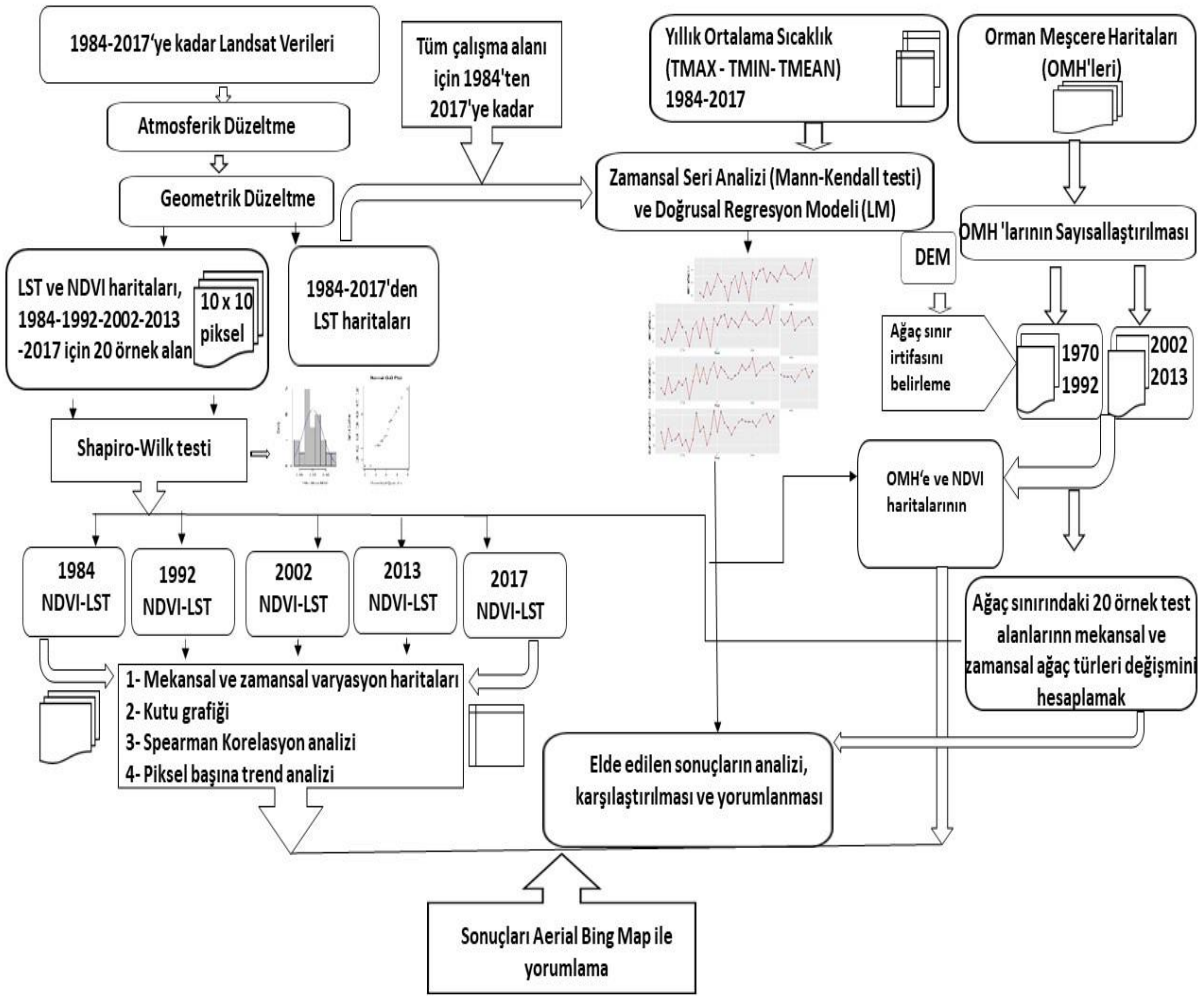 1984-2017‘ye kadar Landsat Verileri
Atmosferik Düzeltme
Geometrik Düzeltme
Tüm çalışma alanı
için 1984'ten
2017'ye kadar
Yıllık Ortalama Sıcaklık
(TMAX - TMIN- TMEAN)
1984-2017
Orman Meşcere Haritaları
(OMH'leri)
Zamansal Seri Analizi (Mann-Kendall testi)
ve Doğrusal Regresyon Modeli (LM)
OMH 'larının Sayısallaştırılması
DEM
LST ve NDVI haritaları,
1984-1992-2002-2013
-2017 için 20 örnek alan
10 x 10
piksel
1984-2017'den
LST haritaları
Ağaç sınır
irtifasını
belirleme
1970
1992
2002
2013
Shapiro-Wilk testi
OMH‘e ve NDVI
haritalarının
1984
NDVI-LST
1992
NDVI-LST
2002
NDVI-LST
2013
NDVI-LST
2017
NDVI-LST
Ağaç sınırındaki 20 örnek test
alanlarınn mekansal ve
zamansal ağaç türleri değişmini
hesaplamak
1- Mekansal ve zamansal varyasyon haritaları
2- Kutu grafiği
3- Spearman Korelasyon analizi
4- Piksel başına trend analizi
Elde edilen sonuçların analizi,
karşılaştırılması ve yorumlanması
Sonuçları Aerial Bing Map ile
yorumlama